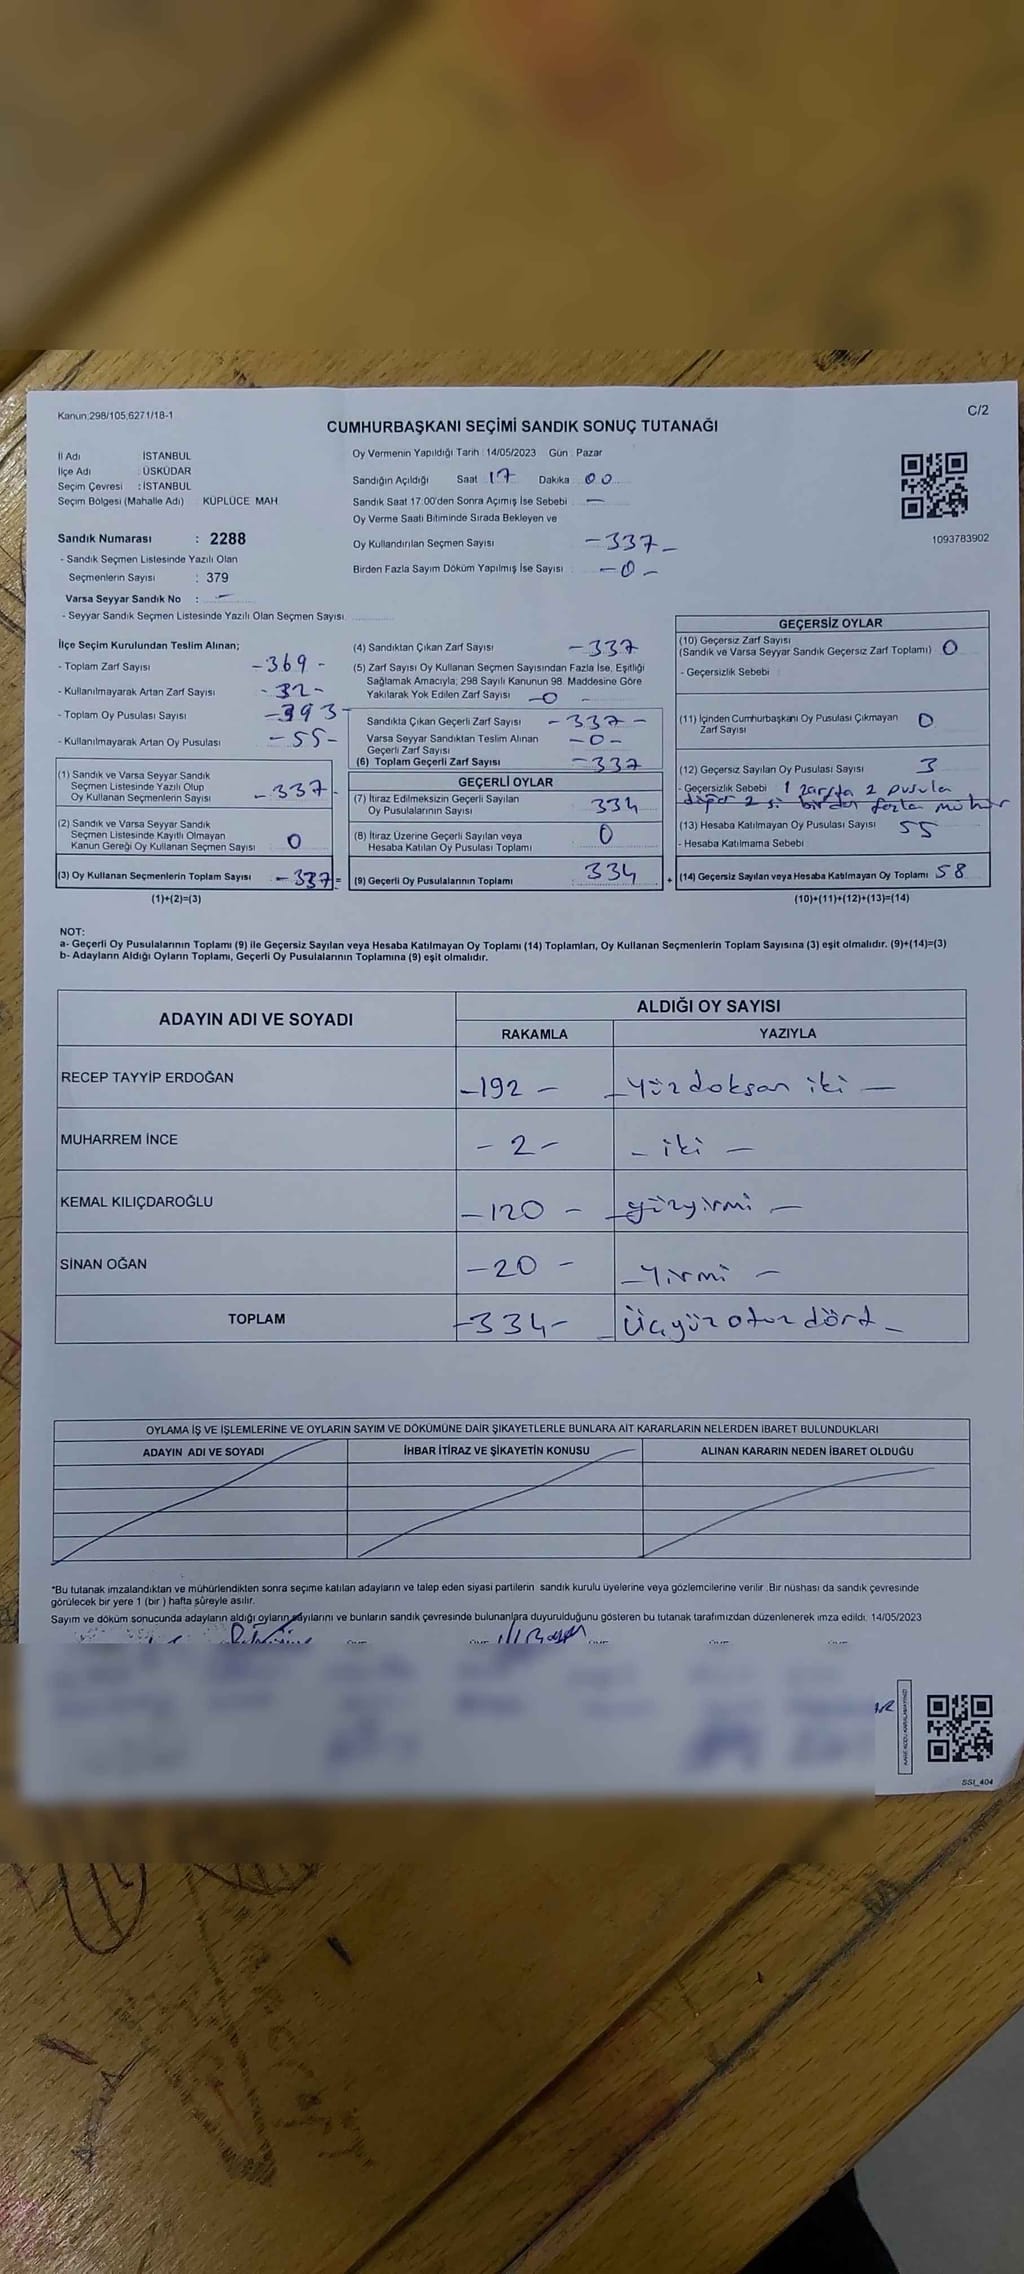 Kanun:298/105,6271/18-1
C/2
CUMHURBAŞKANI SEÇİMİ SANDIK SONUÇ TUTANAĞI
İl Adı İSTANBUL
İlçe Adı : ÜSKÜDAR
Seçim Çevresi : İSTANBUL
Seçim Bölgesi (Mahalle Adı) KÜPLÜCE MAH
Oy Vermenin Yapıldığı Tarih : 14/05/2023 Gün : Pazar
Sandığın Açıldığı Saat 17 Dakika 00
Sandık Saat 17.00'den Sonra Açımış İse Sebebi : —
Oy Verme Saati Bitiminde Sırada Bekleyen ve
Oy Kullandırılan Seçmen Sayısı -337-
Birden Fazla Sayım Döküm Yapılmış İse Sayısı : -0-
1093783902
Sandık Numarası : 2288
- Sandık Seçmen Listesinde Yazılı Olan
Seçmenlerin Sayısı : 379
Varsa Seyyar Sandık No : -
- Seyyar Sandık Seçmen Listesinde Yazılı Olan Seçmen Sayısı
İlçe Seçim Kurulundan Teslim Alınan;
- Toplam Zarf Sayısı -369-
- Kullanılmayarak Artan Zarf Sayısı -32-
- Toplam Oy Pusulası Sayısı -393-
- Kullanılmayarak Artan Oy Pusulası -55-
(1) Sandık ve Varsa Seyyar Sandık
Seçmen Listesinde Yazılı Olup
Oy Kullanan Seçmenlerin Sayısı -337-
(2) Sandık ve Varsa Seyyar Sandık
Seçmen Listesinde Kayıtlı Olmayan
Kanun Gereği Oy Kullanan Seçmen Sayısı 0
(3) Oy Kullanan Seçmenlerin Toplam Sayısı -337-
(1)+(2)=(3)
(4) Sandıktan Çıkan Zarf Sayısı -337
(5) Zarf Sayısı Oy Kullanan Seçmen Sayısından Fazla İse, Eşitliği
Sağlamak Amacıyla, 298 Sayılı Kanunun 98. Maddesine Göre
Yakılarak Yok Edilen Zarf Sayısı -0-
Sandıkta Çıkan Geçerli Zarf Sayısı -337-
Varsa Seyyar Sandıktan Teslim Alınan
Geçerli Zarf Sayısı -0-
(6) Toplam Geçerli Zarf Sayısı -337
GEÇERLİ OYLAR
(7) İtiraz Edilmeksizin Geçerli Sayılan
Oy Pusulalarının Sayısı 334
(8) İtiraz Üzerine Geçerli Sayılan veya
Hesaba Katılan Oy Pusulası Toplamı 0
= (9) Geçerli Oy Pusulalarının Toplamı 334
GEÇERSİZ OYLAR
(10) Geçersiz Zarf Sayısı
(Sandık ve Varsa Seyyar Sandık Geçersiz Zarf Toplamı) 0
- Geçersizlik Sebebi
(11) İçinden Cumhurbaşkanı Oy Pusulası Çıkmayan
Zarf Sayısı 0
(12) Geçersiz Sayılan Oy Pusulası Sayısı 3
- Geçersizlik Sebebi 1 zarfta 2 pusula
diğer 2 si birden fazla mühür
(13) Hesaba Katılmayan Oy Pusulası Sayısı 55
- Hesaba Katılmama Sebebi
+ (14) Geçersiz Sayılan veya Hesaba Katılmayan Oy Toplamı 58
(10)+(11)+(12)+(13)=(14)
NOT:
a- Geçerli Oy Pusulalarının Toplamı (9) ile Geçersiz Sayılan veya Hesaba Katılmayan Oy Toplamı (14) Toplamları, Oy Kullanan Seçmenlerin Toplam Sayısına (3) eşit olmalıdır. (9)+(14)=(3)
b- Adayların Aldığı Oyların Toplamı, Geçerli Oy Pusulalarının Toplamına (9) eşit olmalıdır.
ADAYIN ADI VE SOYADI
ALDIĞI OY SAYISI
RAKAMLA YAZIYLA
RECEP TAYYİP ERDOĞAN -192- -Yüzdoksan iki-
MUHARREM İNCE -2- -iki-
KEMAL KILIÇDAROĞLU -120- -yüzyirmi-
SİNAN OĞAN -20- -Yirmi-
TOPLAM -334- -Üçyüzotuzdört-
OYLAMA İŞ VE İŞLEMLERİNE VE OYLARIN SAYIM VE DÖKÜMÜNE DAİR ŞİKAYETLERLE BUNLARA AİT KARARLARIN NELERDEN İBARET BULUNDUKLARI
ADAYIN ADI VE SOYADI İHBAR İTİRAZ VE ŞİKAYETİN KONUSU ALINAN KARARIN NEDEN İBARET OLDUĞU
*Bu tutanak imzalandıktan ve mühürlendikten sonra seçime katılan adayların ve talep eden siyasi partilerin sandık kurulu üyelerine veya gözlemcilerine verilir. Bir nüshası da sandık çevresinde
görülecek bir yere 1 (bir) hafta süreyle asılır.
Sayım ve döküm sonucunda adayların aldığı oyların sayılarını ve bunların sandık çevresinde bulunanlara duyurulduğunu gösteren bu tutanak tarafımızdan düzenlenerek imza edildi. 14/05/2023
SSI_404